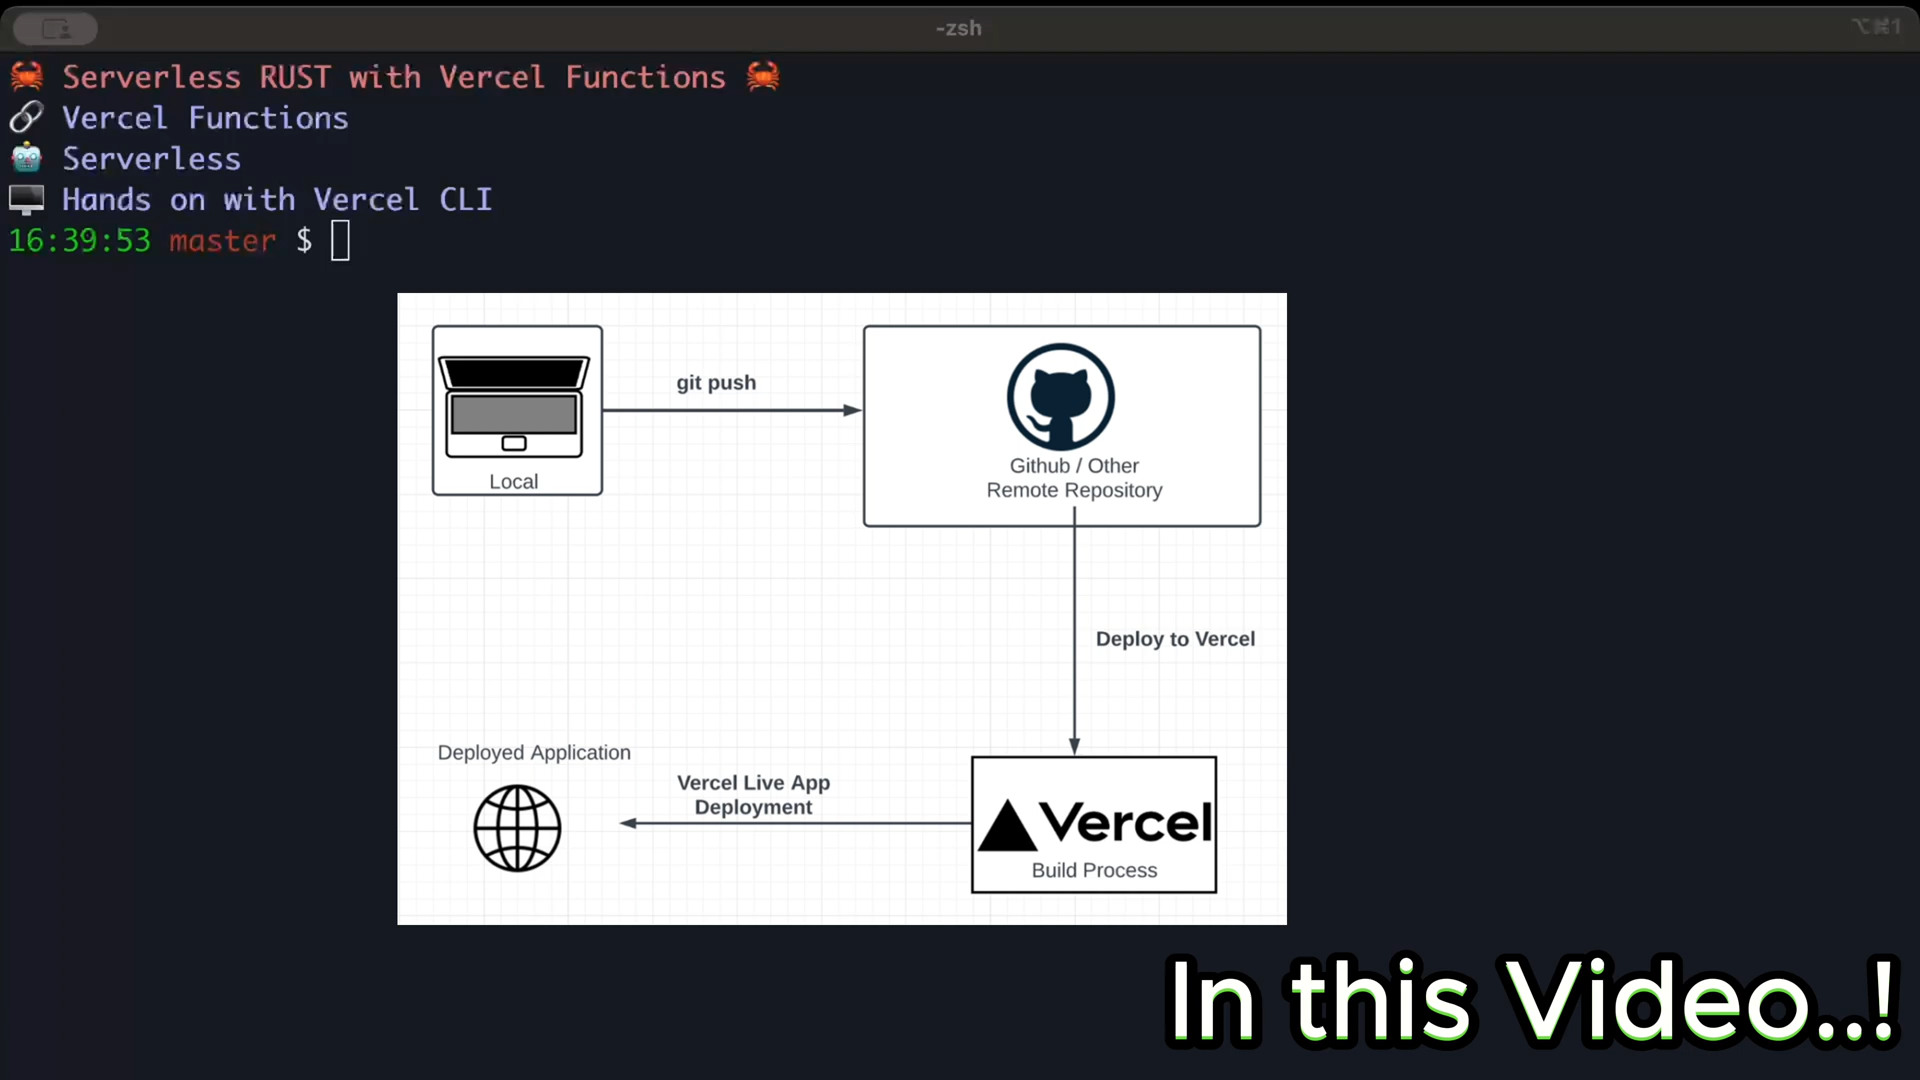 -zsh
⌥⌘1
🦀 Serverless RUST with Vercel Functions 🦀
🔗 Vercel Functions
🤖 Serverless
🖥️ Hands on with Vercel CLI
16:39:53 master $
Local
git push
Github / Other
Remote Repository
Deploy to Vercel
Deployed Application
Vercel Live App
Deployment
Vercel
Build Process
In this Video..!